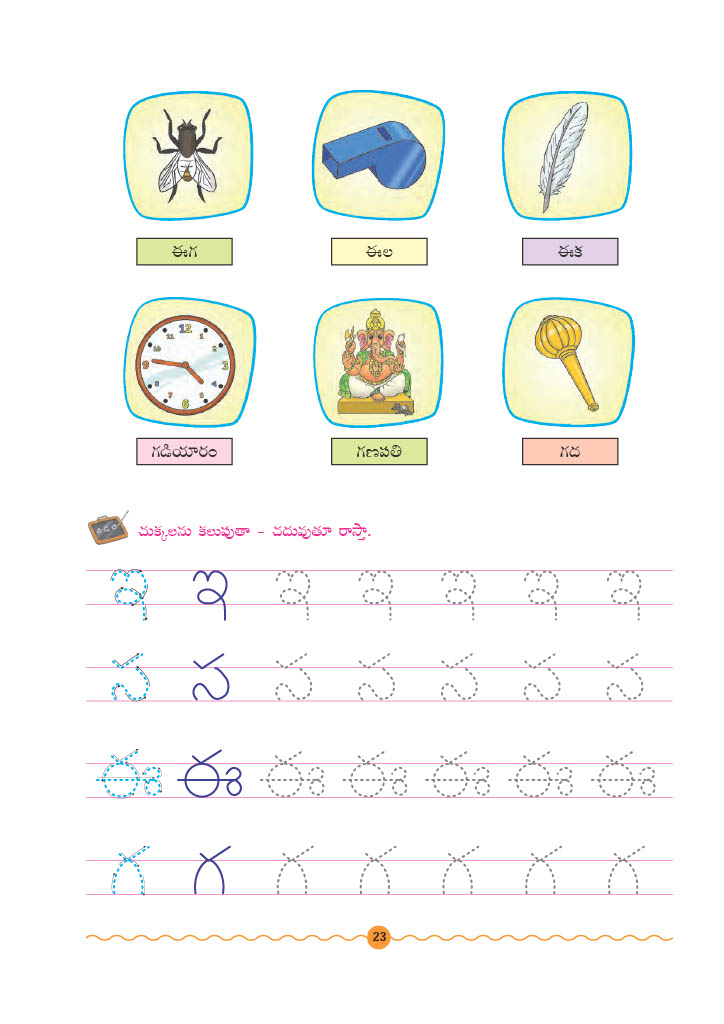 ఈగ ఈల ఈక
12
11 1
10 2
9 3
8 4
7 5
6
గడియారం గణపతి గద
చుక్కలను కలుపుతా - చదువుతూ రాస్తా.
ఇ ఇ ఇ ఇ ఇ ఇ ఇ
న న న న న న న
ఈ ఈ ఈ ఈ ఈ ఈ ఈ
గ గ గ గ గ గ గ
23